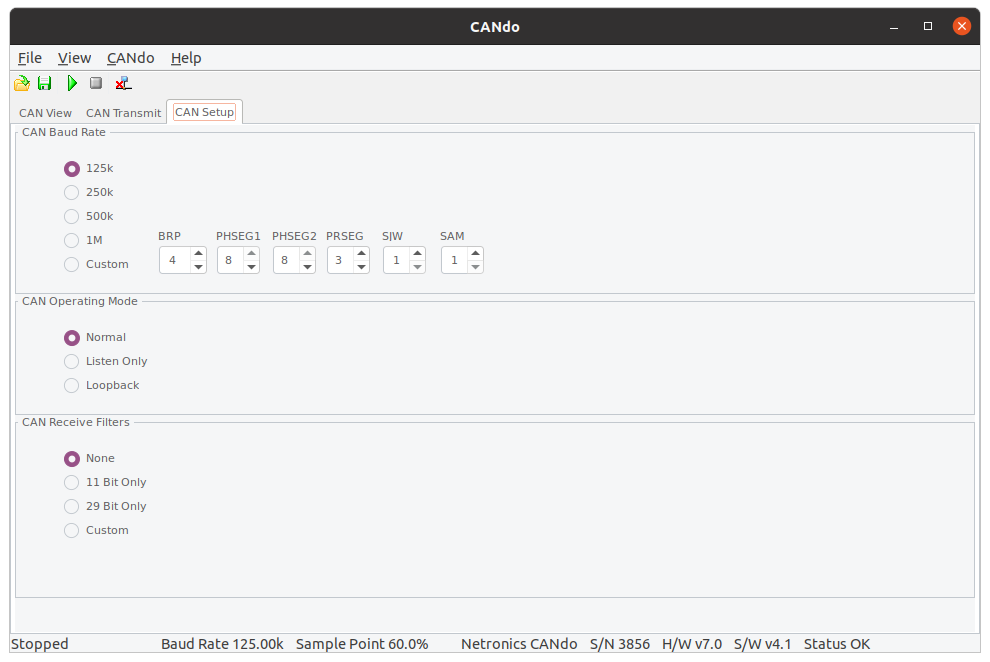 CANdo
File View CANdo Help
CAN View CAN Transmit CAN Setup
CAN Baud Rate
125k
250k
500k
1M
Custom
BRP PHSEG1 PHSEG2 PRSEG SJW SAM
4 8 8 3 1 1
CAN Operating Mode
Normal
Listen Only
Loopback
CAN Receive Filters
None
11 Bit Only
29 Bit Only
Custom
Stopped Baud Rate 125.00k Sample Point 60.0% Netronics CANdo S/N 3856 H/W v7.0 S/W v4.1 Status OK